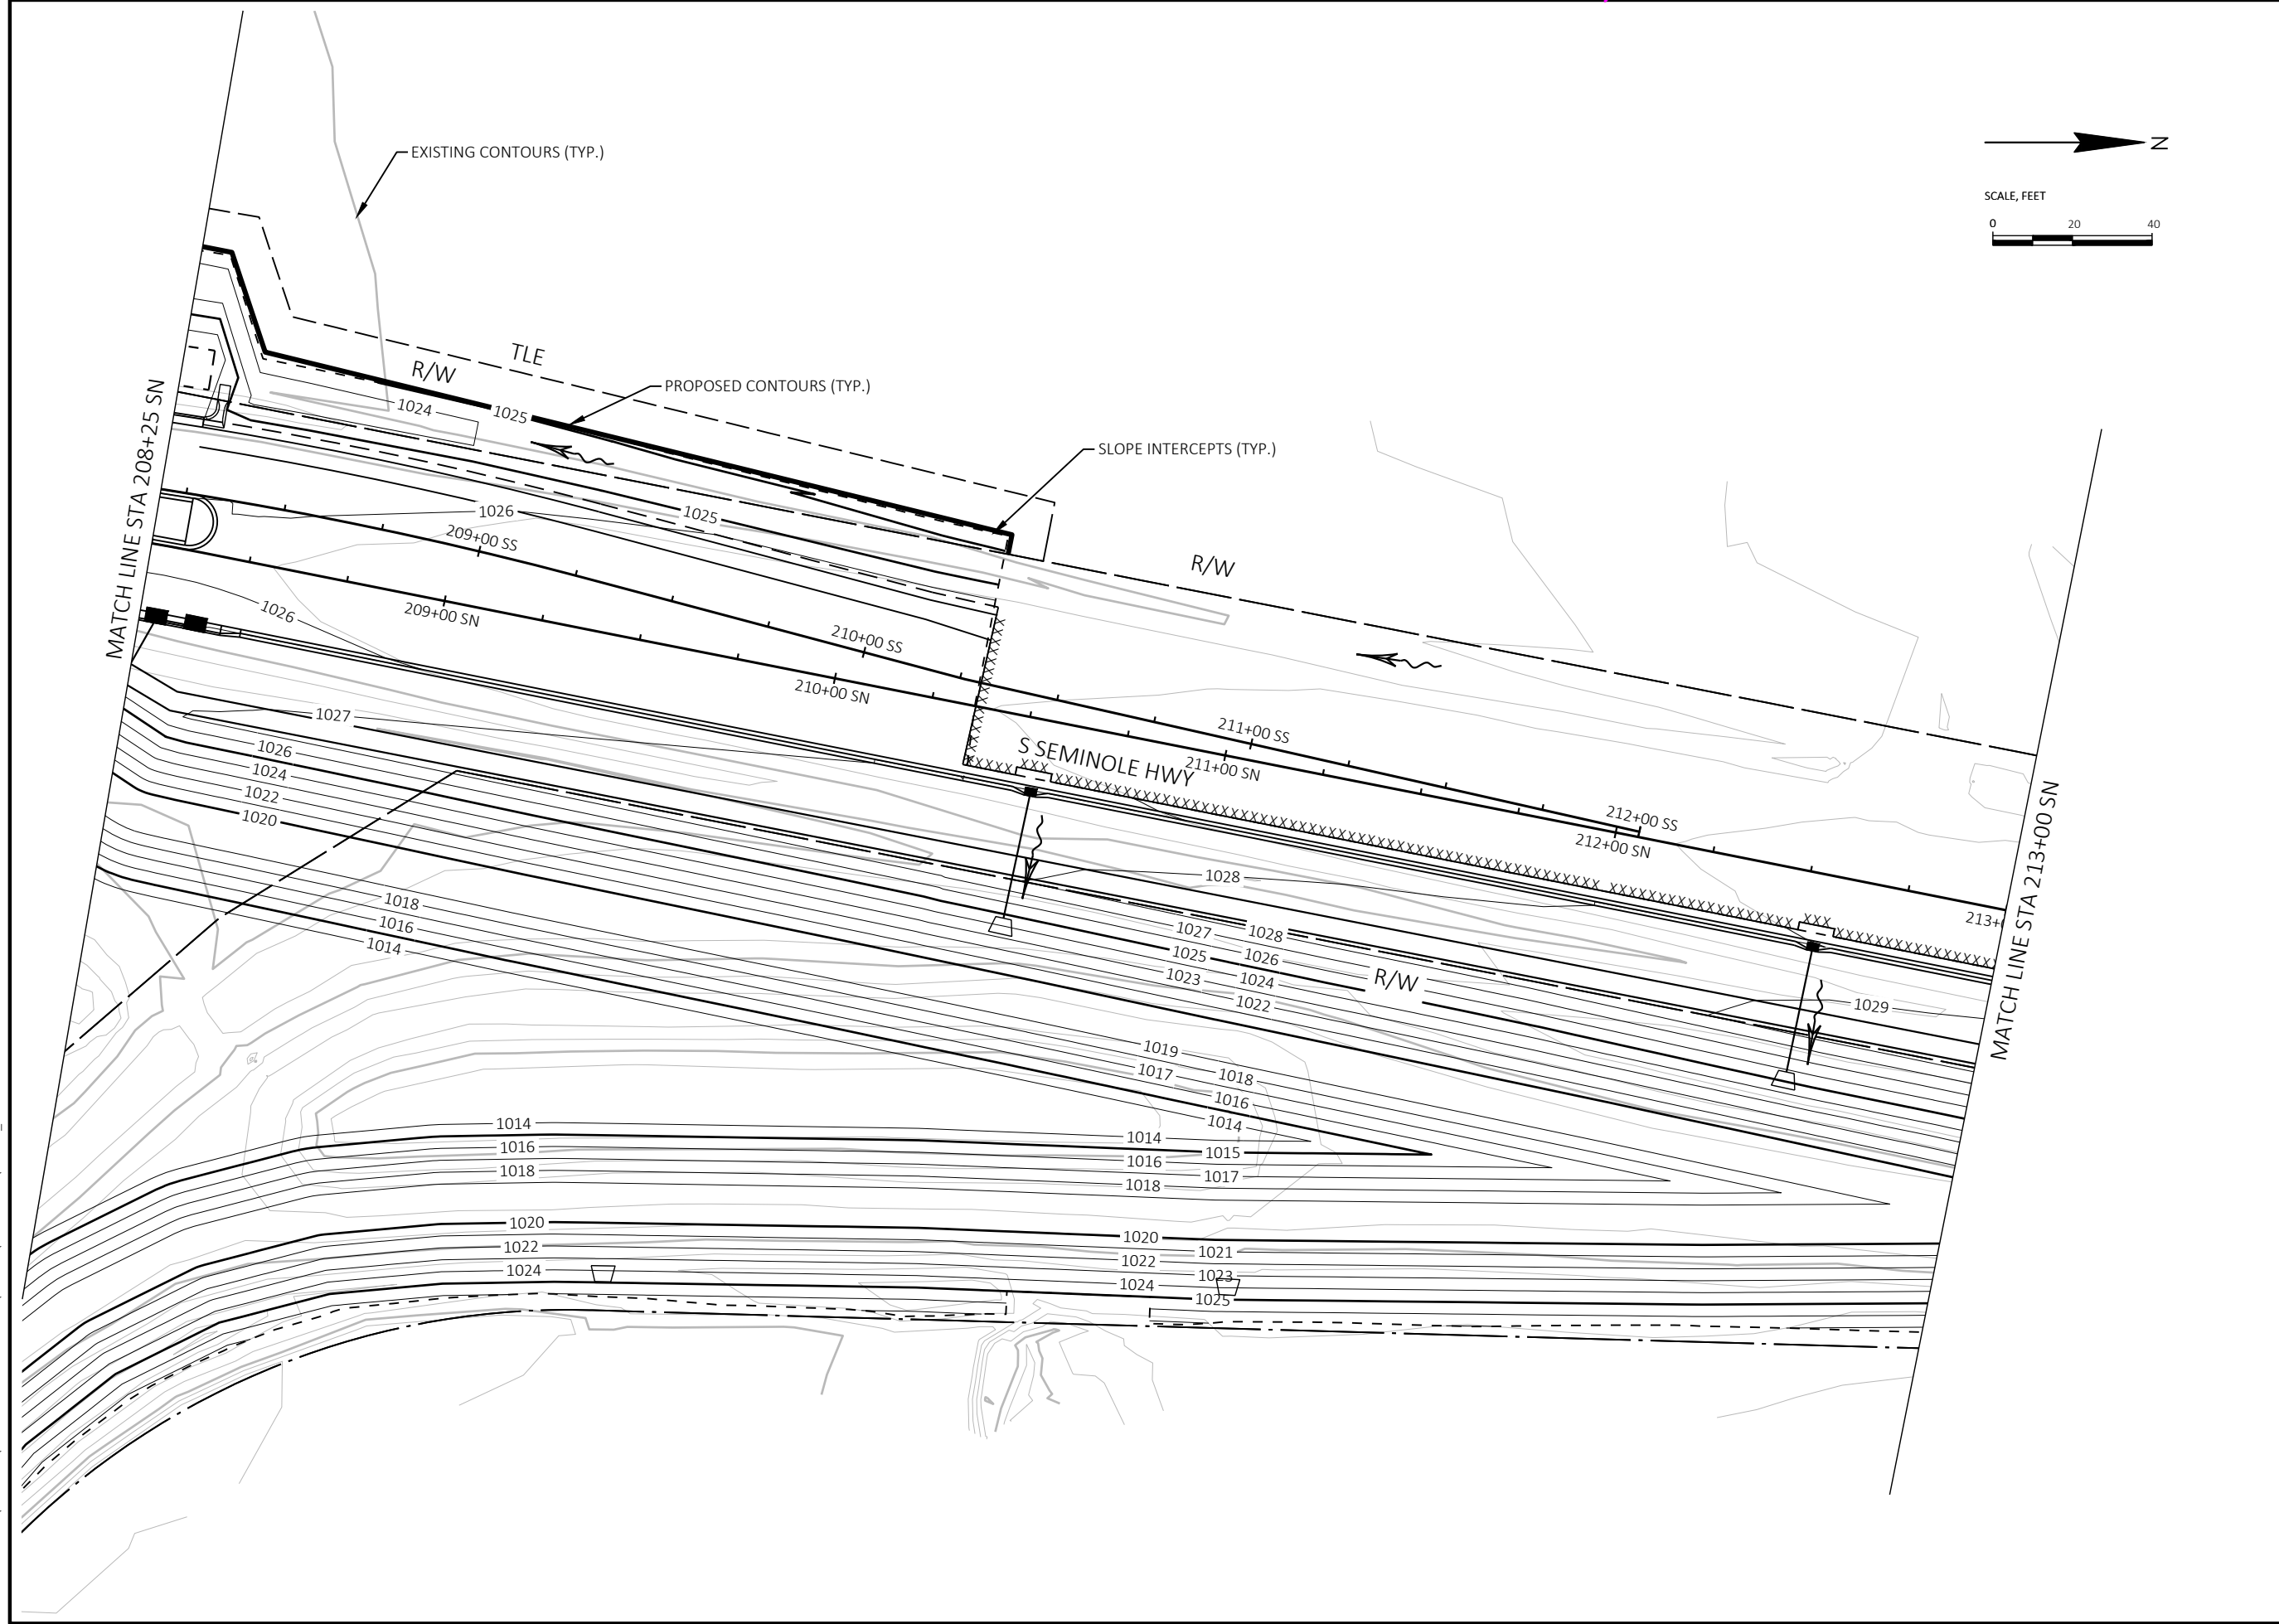 EXISTING CONTOURS (TYP.)
N
SCALE, FEET
0 20 40
TLE
R/W
PROPOSED CONTOURS (TYP.)
1024
1025
SLOPE INTERCEPTS (TYP.)
MATCH LINE STA 208+25 SN
1026
1025
209+00 SS
R/W
1026
209+00 SN
210+00 SS
210+00 SN
1027
211+00 SS
S SEMINOLE HWY
211+00 SN
1026
1024
1022
1020
212+00 SS
212+00 SN
MATCH LINE STA 213+00 SN
213+
1028
1018
1016
1014
1027
1028
1025
1026
1023
1024
1022
R/W
1029
1019
1018
1017
1016
1014
1014
1016
1018
1014
1015
1016
1017
1018
1020
1022
1024
1020
1021
1022
1023
1024
1025